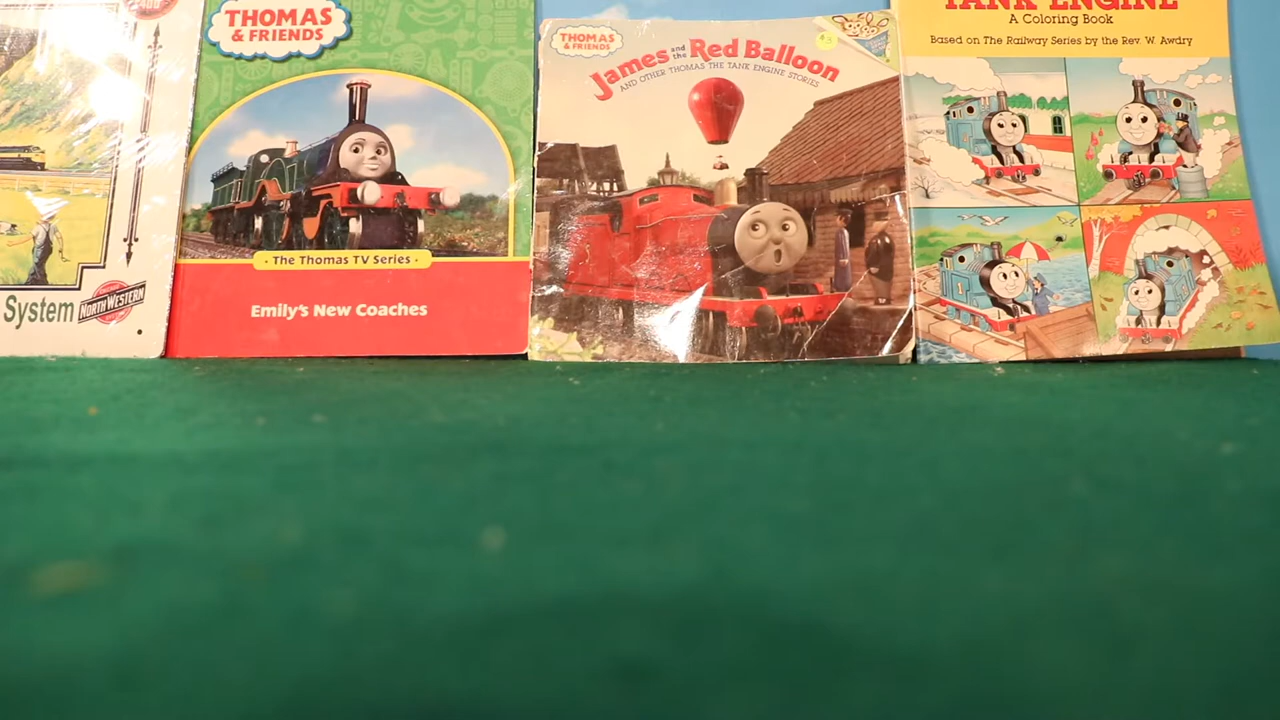 System
NORTH WESTERN
THOMAS
& FRIENDS
· The Thomas TV Series ·
Emily's New Coaches
THOMAS
& FRIENDS
James and the Red Balloon
AND OTHER THOMAS THE TANK ENGINE STORIES
TANK ENGINE
A Coloring Book
Based on The Railway Series by the Rev. W. Awdry
1